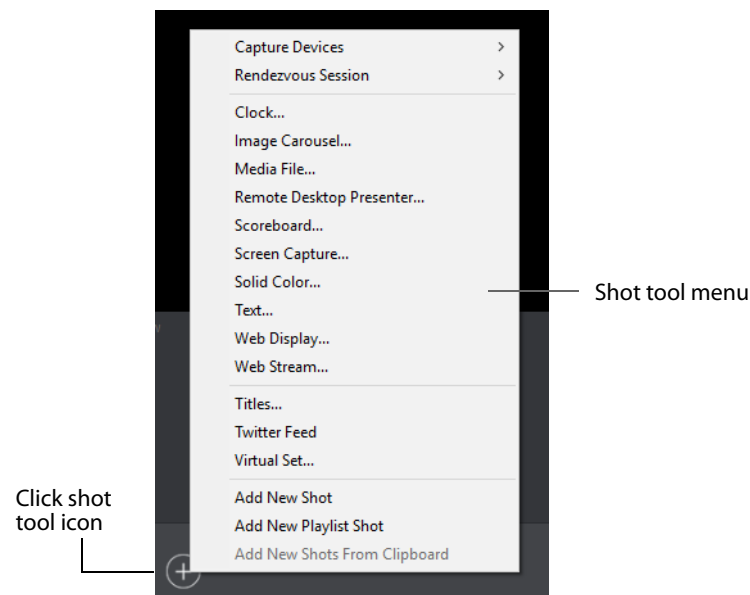 Capture Devices
Rendezvous Session
Clock...
Image Carousel...
Media File...
Remote Desktop Presenter...
Scoreboard...
Screen Capture...
Solid Color...
Shot tool menu
Text...
Web Display...
Web Stream...
Titles...
Twitter Feed
Virtual Set...
Add New Shot
Add New Playlist Shot
Add New Shots From Clipboard
Click shot
tool icon